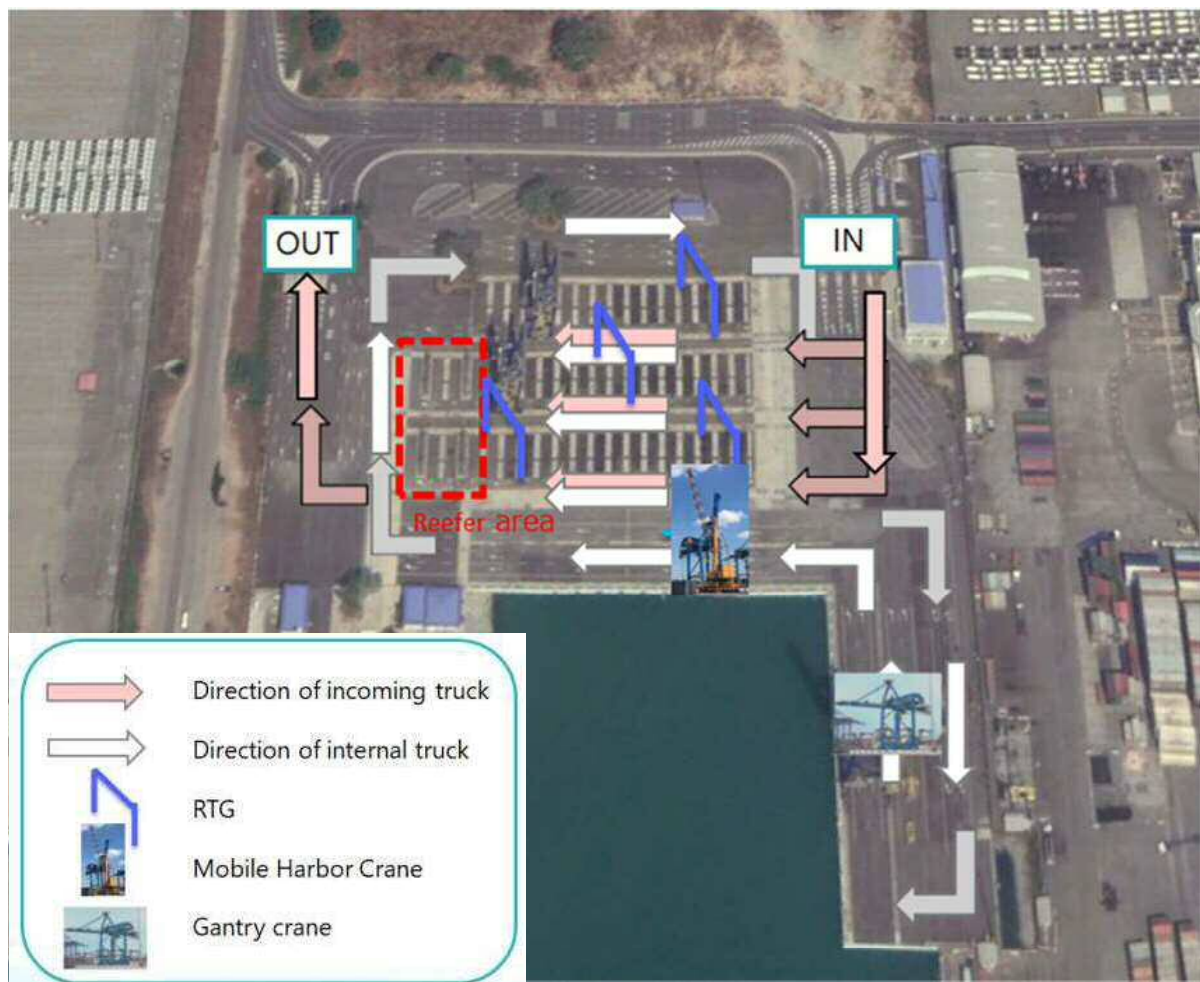 OUT
IN
Reefer area
Direction of incoming truck
Direction of internal truck
RTG
Mobile Harbor Crane
Gantry crane